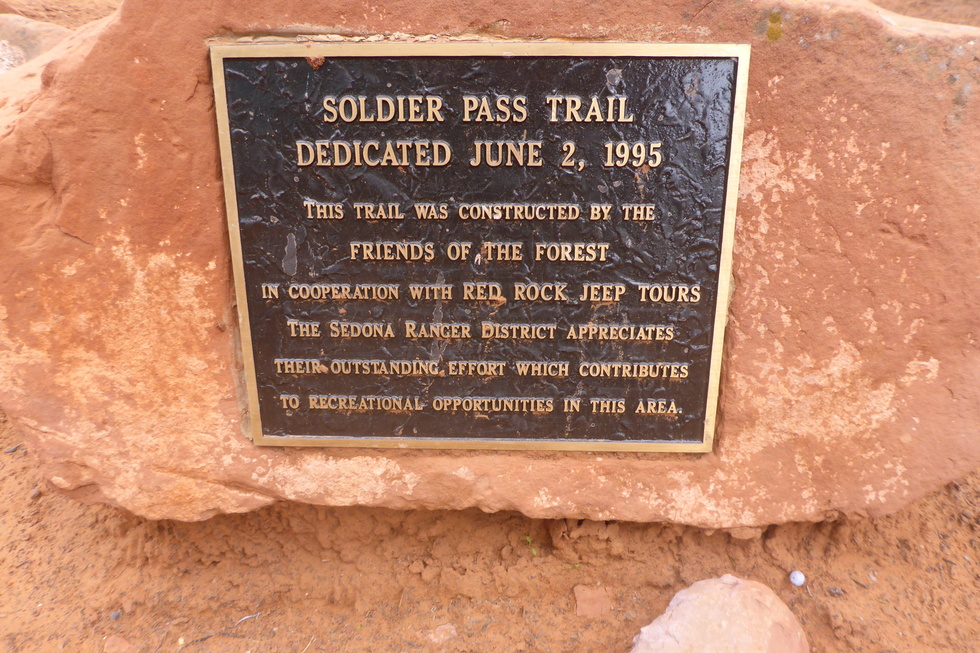 SOLDIER PASS TRAIL
DEDICATED JUNE 2, 1995
THIS TRAIL WAS CONSTRUCTED BY THE
FRIENDS OF THE FOREST
IN COOPERATION WITH RED ROCK JEEP TOURS
THE SEDONA RANGER DISTRICT APPRECIATES
THEIR OUTSTANDING EFFORT WHICH CONTRIBUTES
TO RECREATIONAL OPPORTUNITIES IN THIS AREA.